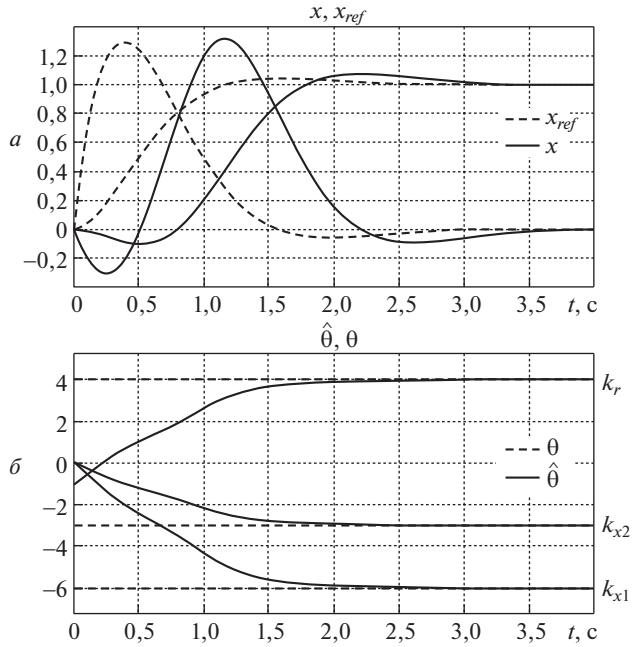 x, x_ref
1,2
1,0
0,8
0,6
0,4
0,2
0
–0,2
а
x_ref
x
0 0,5 1,0 1,5 2,0 2,5 3,0 3,5 t, с
θ̂, θ
4
2
0
–2
–4
–6
б
θ
θ̂
k_r
k_x2
k_x1
0 0,5 1,0 1,5 2,0 2,5 3,0 3,5 t, с